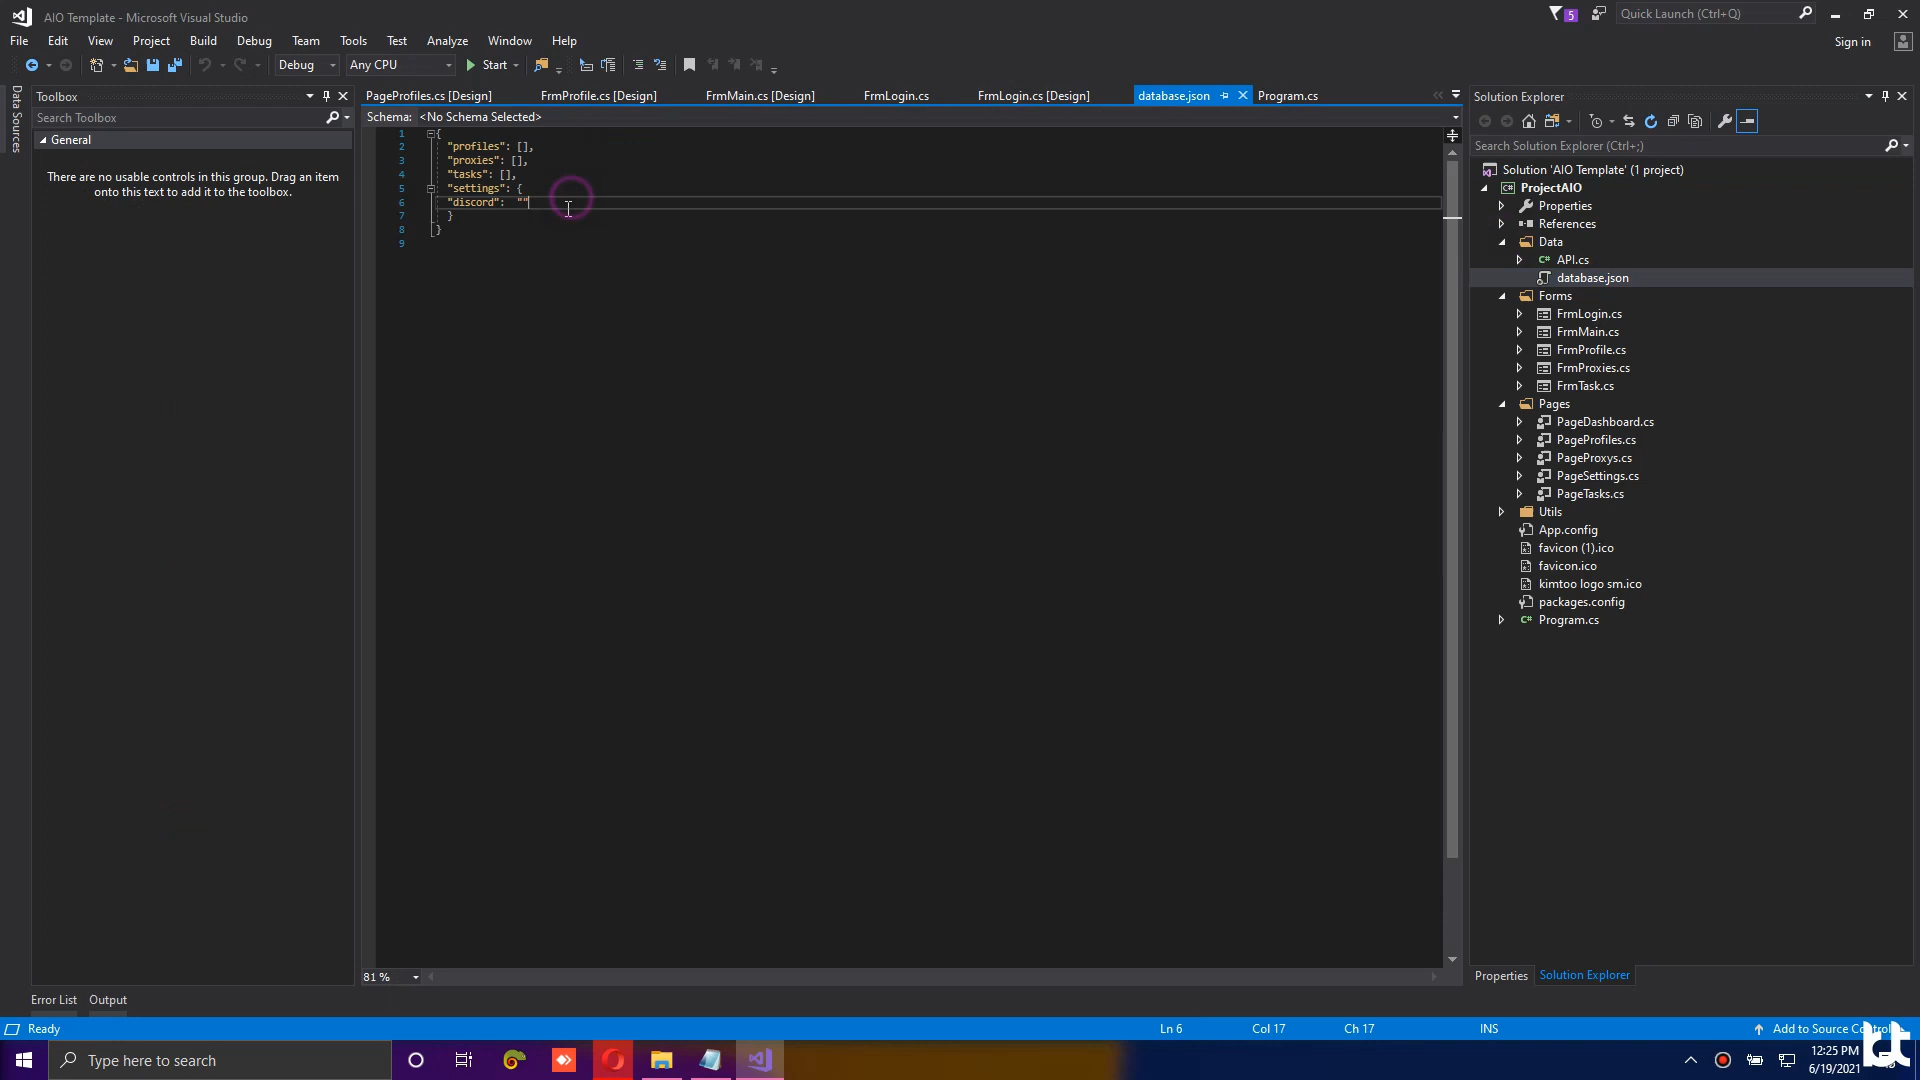 AIO Template - Microsoft Visual Studio
5
Quick Launch (Ctrl+Q)
File Edit View Project Build Debug Team Tools Test Analyze Window Help
Sign in
Debug Any CPU Start
Data Sources
Toolbox
Search Toolbox
General
There are no usable controls in this group. Drag an item
onto this text to add it to the toolbox.
PageProfiles.cs [Design] FrmProfile.cs [Design] FrmMain.cs [Design] FrmLogin.cs FrmLogin.cs [Design] database.json Program.cs
Schema: <No Schema Selected>
1 {
2 "profiles": [],
3 "proxies": [],
4 "tasks": [],
5 "settings": {
6 "discord": ""
7 }
8 }
9
81 %
Solution Explorer
Search Solution Explorer (Ctrl+;)
Solution 'AIO Template' (1 project)
ProjectAIO
Properties
References
Data
API.cs
database.json
Forms
FrmLogin.cs
FrmMain.cs
FrmProfile.cs
FrmProxies.cs
FrmTask.cs
Pages
PageDashboard.cs
PageProfiles.cs
PageProxys.cs
PageSettings.cs
PageTasks.cs
Utils
App.config
favicon (1).ico
favicon.ico
kimtoo logo sm.ico
packages.config
Program.cs
Properties Solution Explorer
Error List Output
Ready Ln 6 Col 17 Ch 17 INS Add to Source Control
Type here to search
12:25 PM
6/19/2021